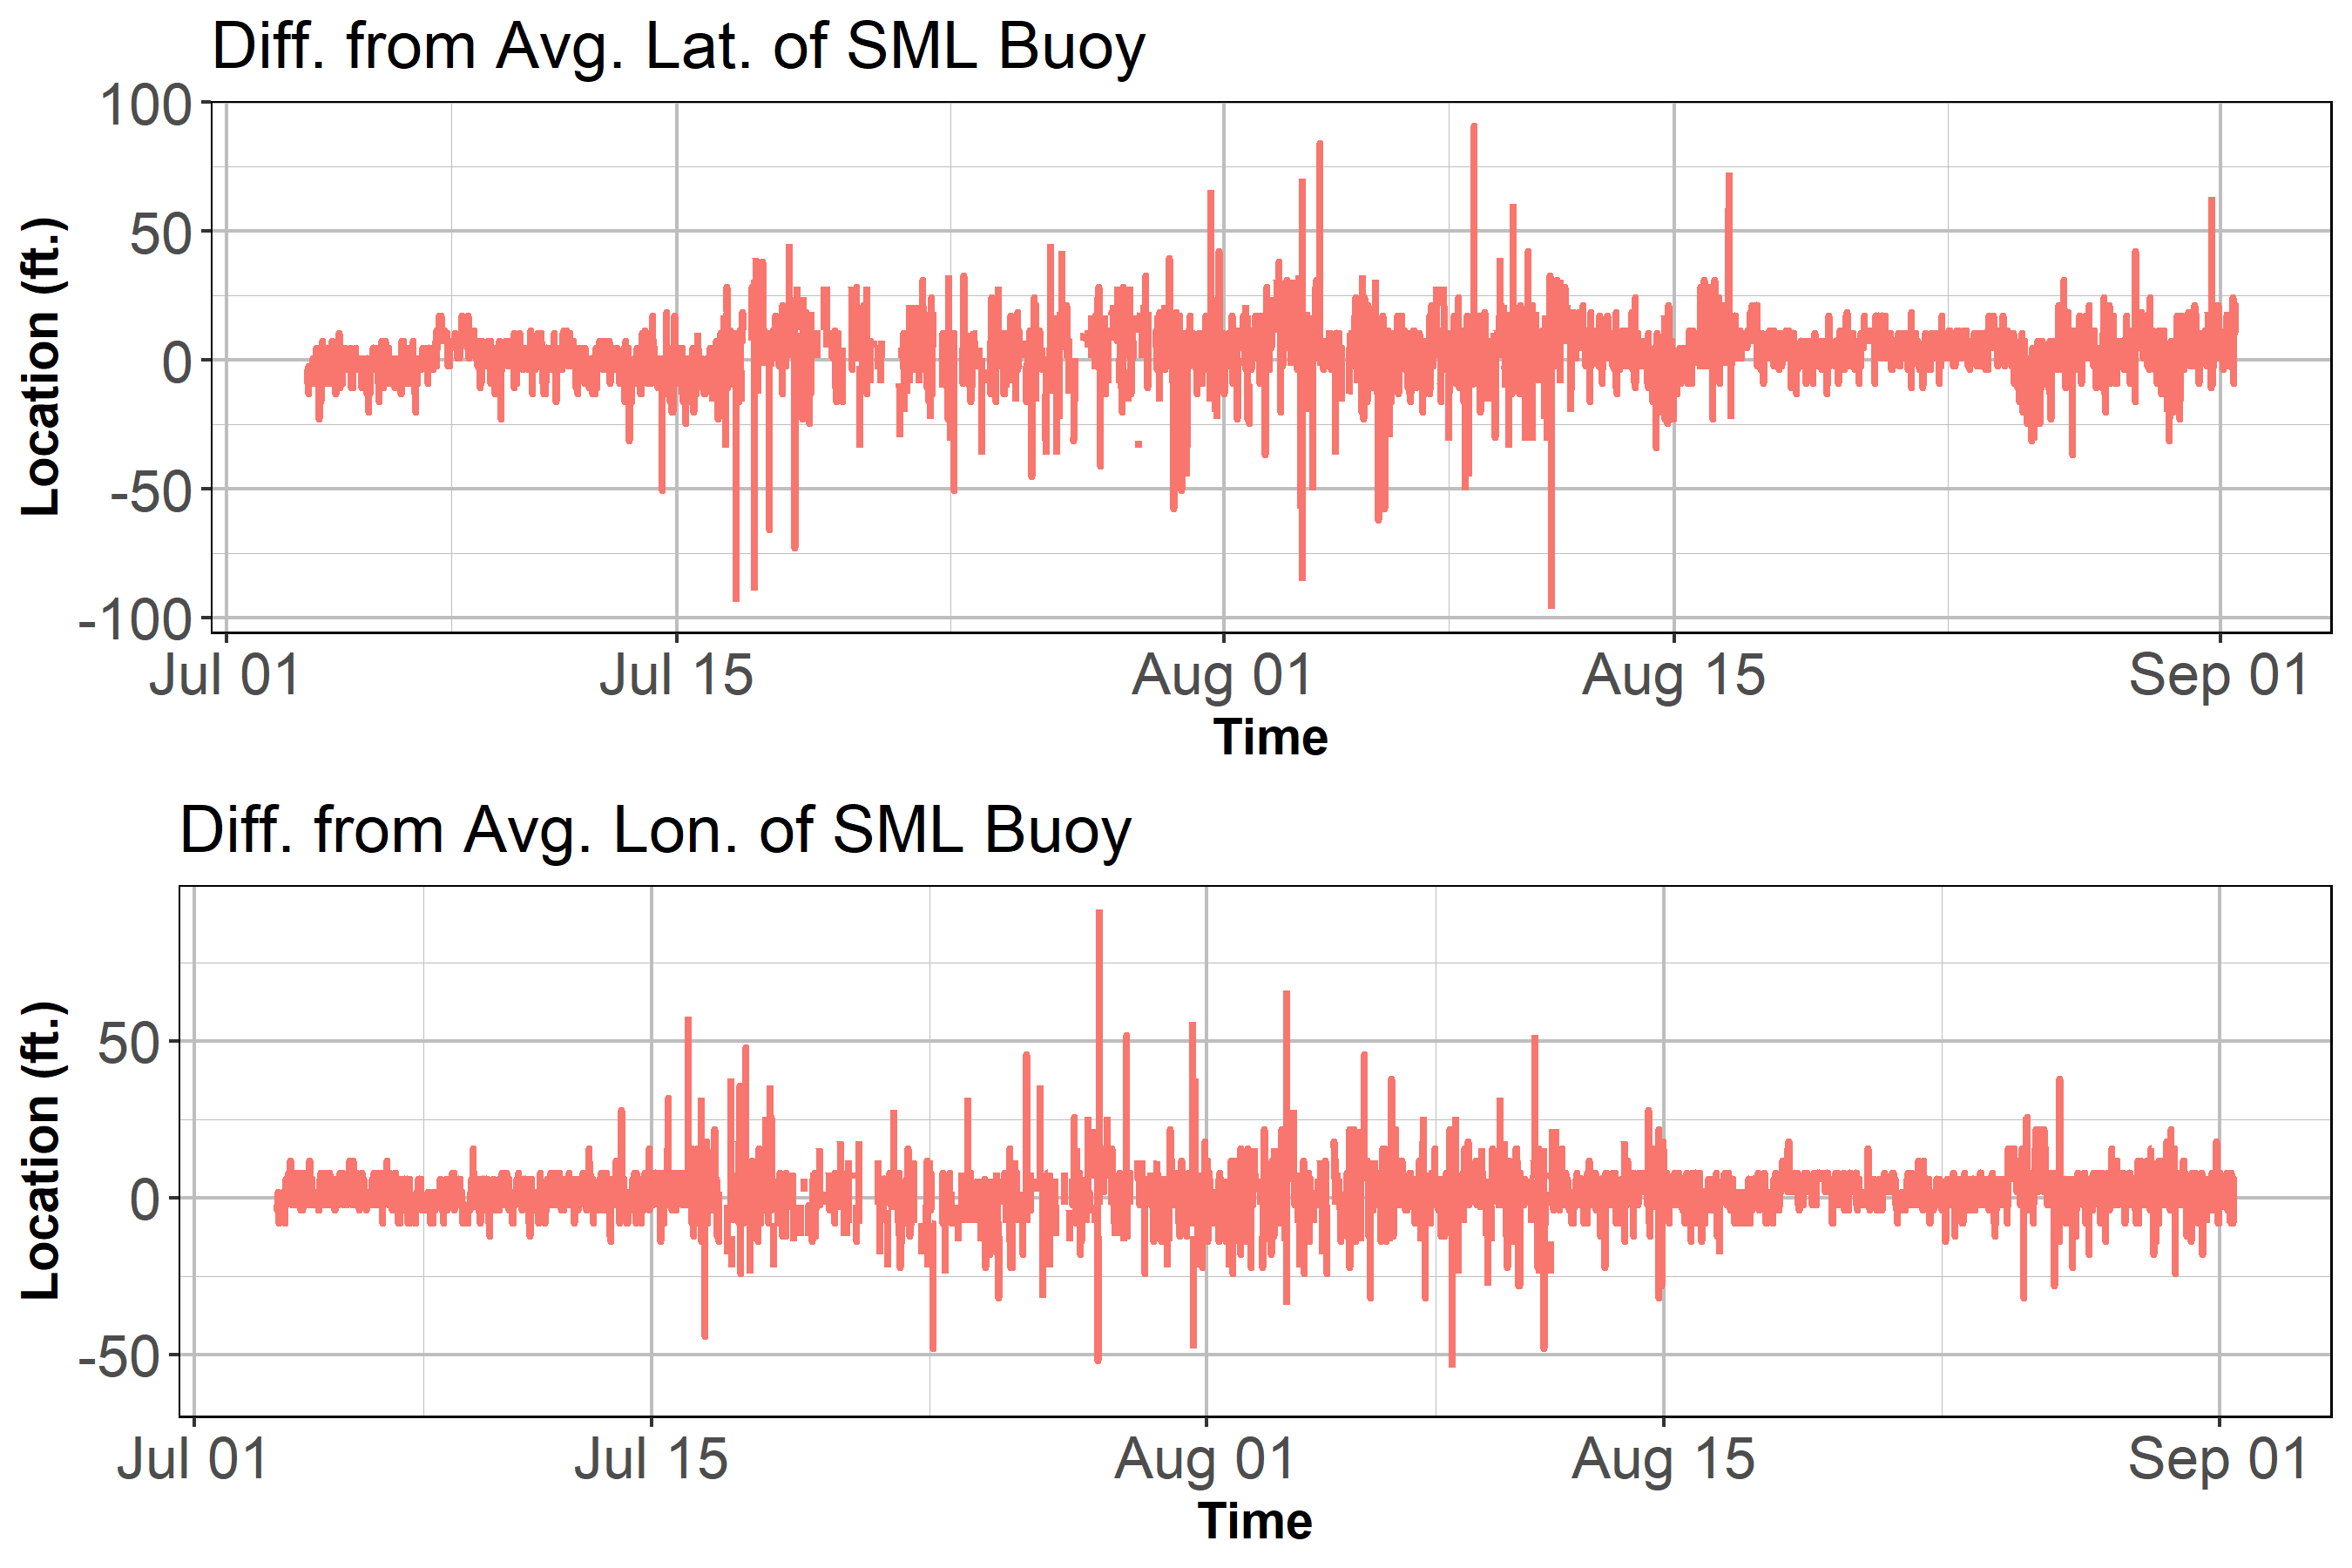 Diff. from Avg. Lat. of SML Buoy
100
50
0
-50
-100
Location (ft.)
Jul 01 Jul 15 Aug 01 Aug 15 Sep 01
Time
Diff. from Avg. Lon. of SML Buoy
50
0
-50
Location (ft.)
Jul 01 Jul 15 Aug 01 Aug 15 Sep 01
Time